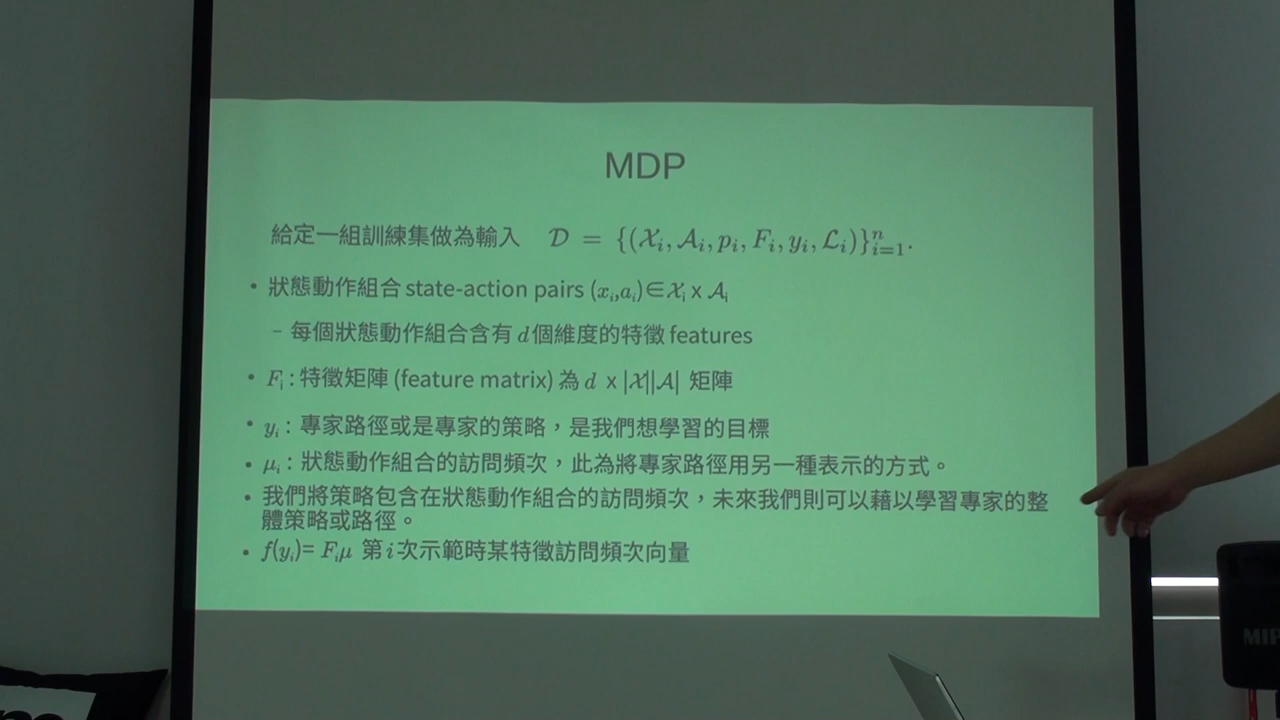 MDP
給定一組訓練集做為輸入 𝒟 = {(𝒳ᵢ, 𝒜ᵢ, pᵢ, Fᵢ, yᵢ, ℒᵢ)}ⁿᵢ₌₁.
• 狀態動作組合 state-action pairs (xᵢ,aᵢ)∈𝒳ᵢ x 𝒜ᵢ
– 每個狀態動作組合含有 d 個維度的特徵 features
• Fᵢ : 特徵矩陣 (feature matrix) 為 d x |𝒳||𝒜| 矩陣
• yᵢ : 專家路徑或是專家的策略，是我們想學習的目標
• μᵢ : 狀態動作組合的訪問頻次，此為將專家路徑用另一種表示的方式。
• 我們將策略包含在狀態動作組合的訪問頻次，未來我們則可以藉以學習專家的整
體策略或路徑。
• f(yᵢ)= Fᵢμ 第 i 次示範時某特徵訪問頻次向量